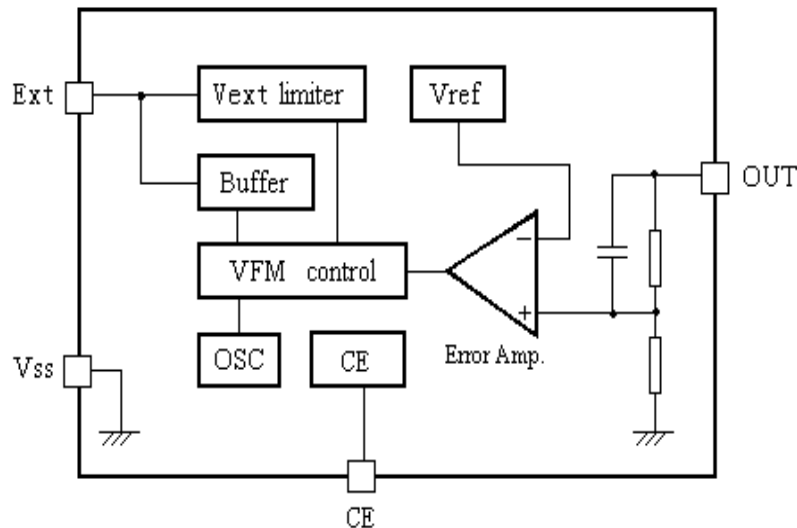 Ext
Vext limiter
Vref
Buffer
OUT
−
VFM control
+
Error Amp.
Vss
OSC
CE
CE